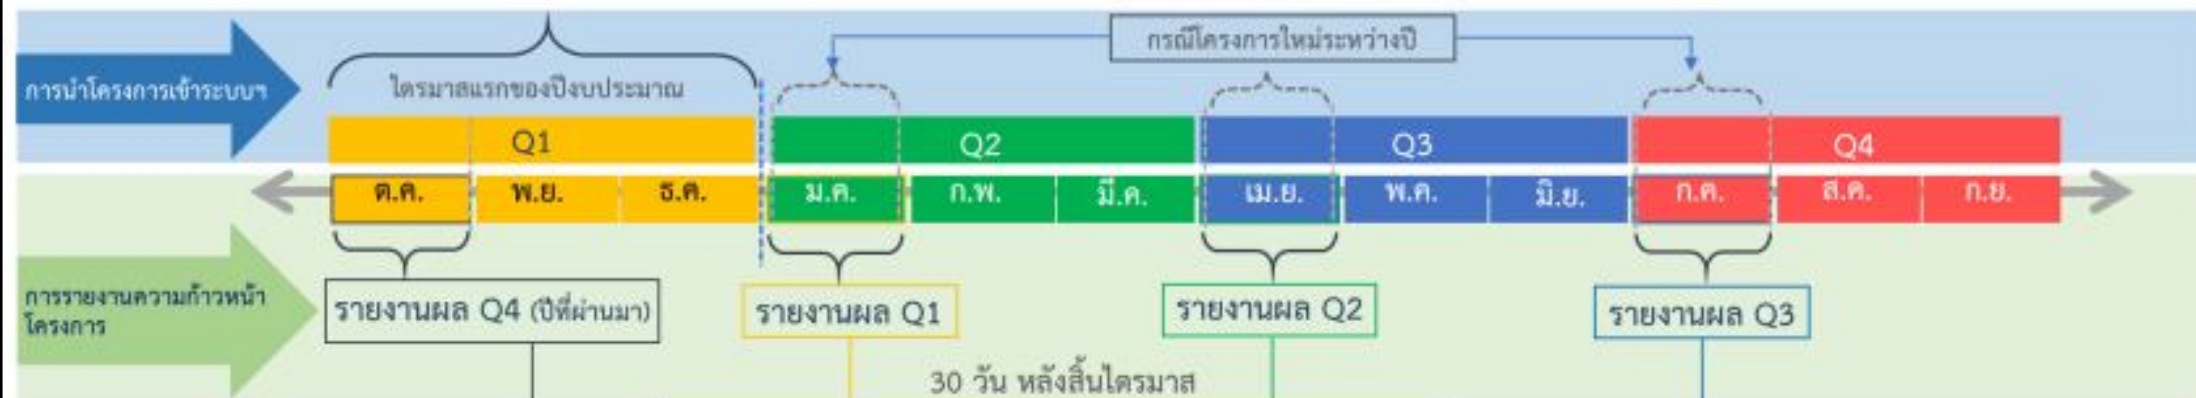 กรณีโครงการใหม่ระหว่างปี
การนำโครงการเข้าระบบฯ
ไตรมาสแรกของปีงบประมาณ
Q1 Q2 Q3 Q4
ต.ค. พ.ย. ธ.ค. ม.ค. ก.พ. มี.ค. เม.ย. พ.ค. มิ.ย. ก.ค. ส.ค. ก.ย.
การรายงานความก้าวหน้า
โครงการ
รายงานผล Q4 (ปีที่ผ่านมา) รายงานผล Q1 รายงานผล Q2 รายงานผล Q3
30 วัน หลังสิ้นไตรมาส